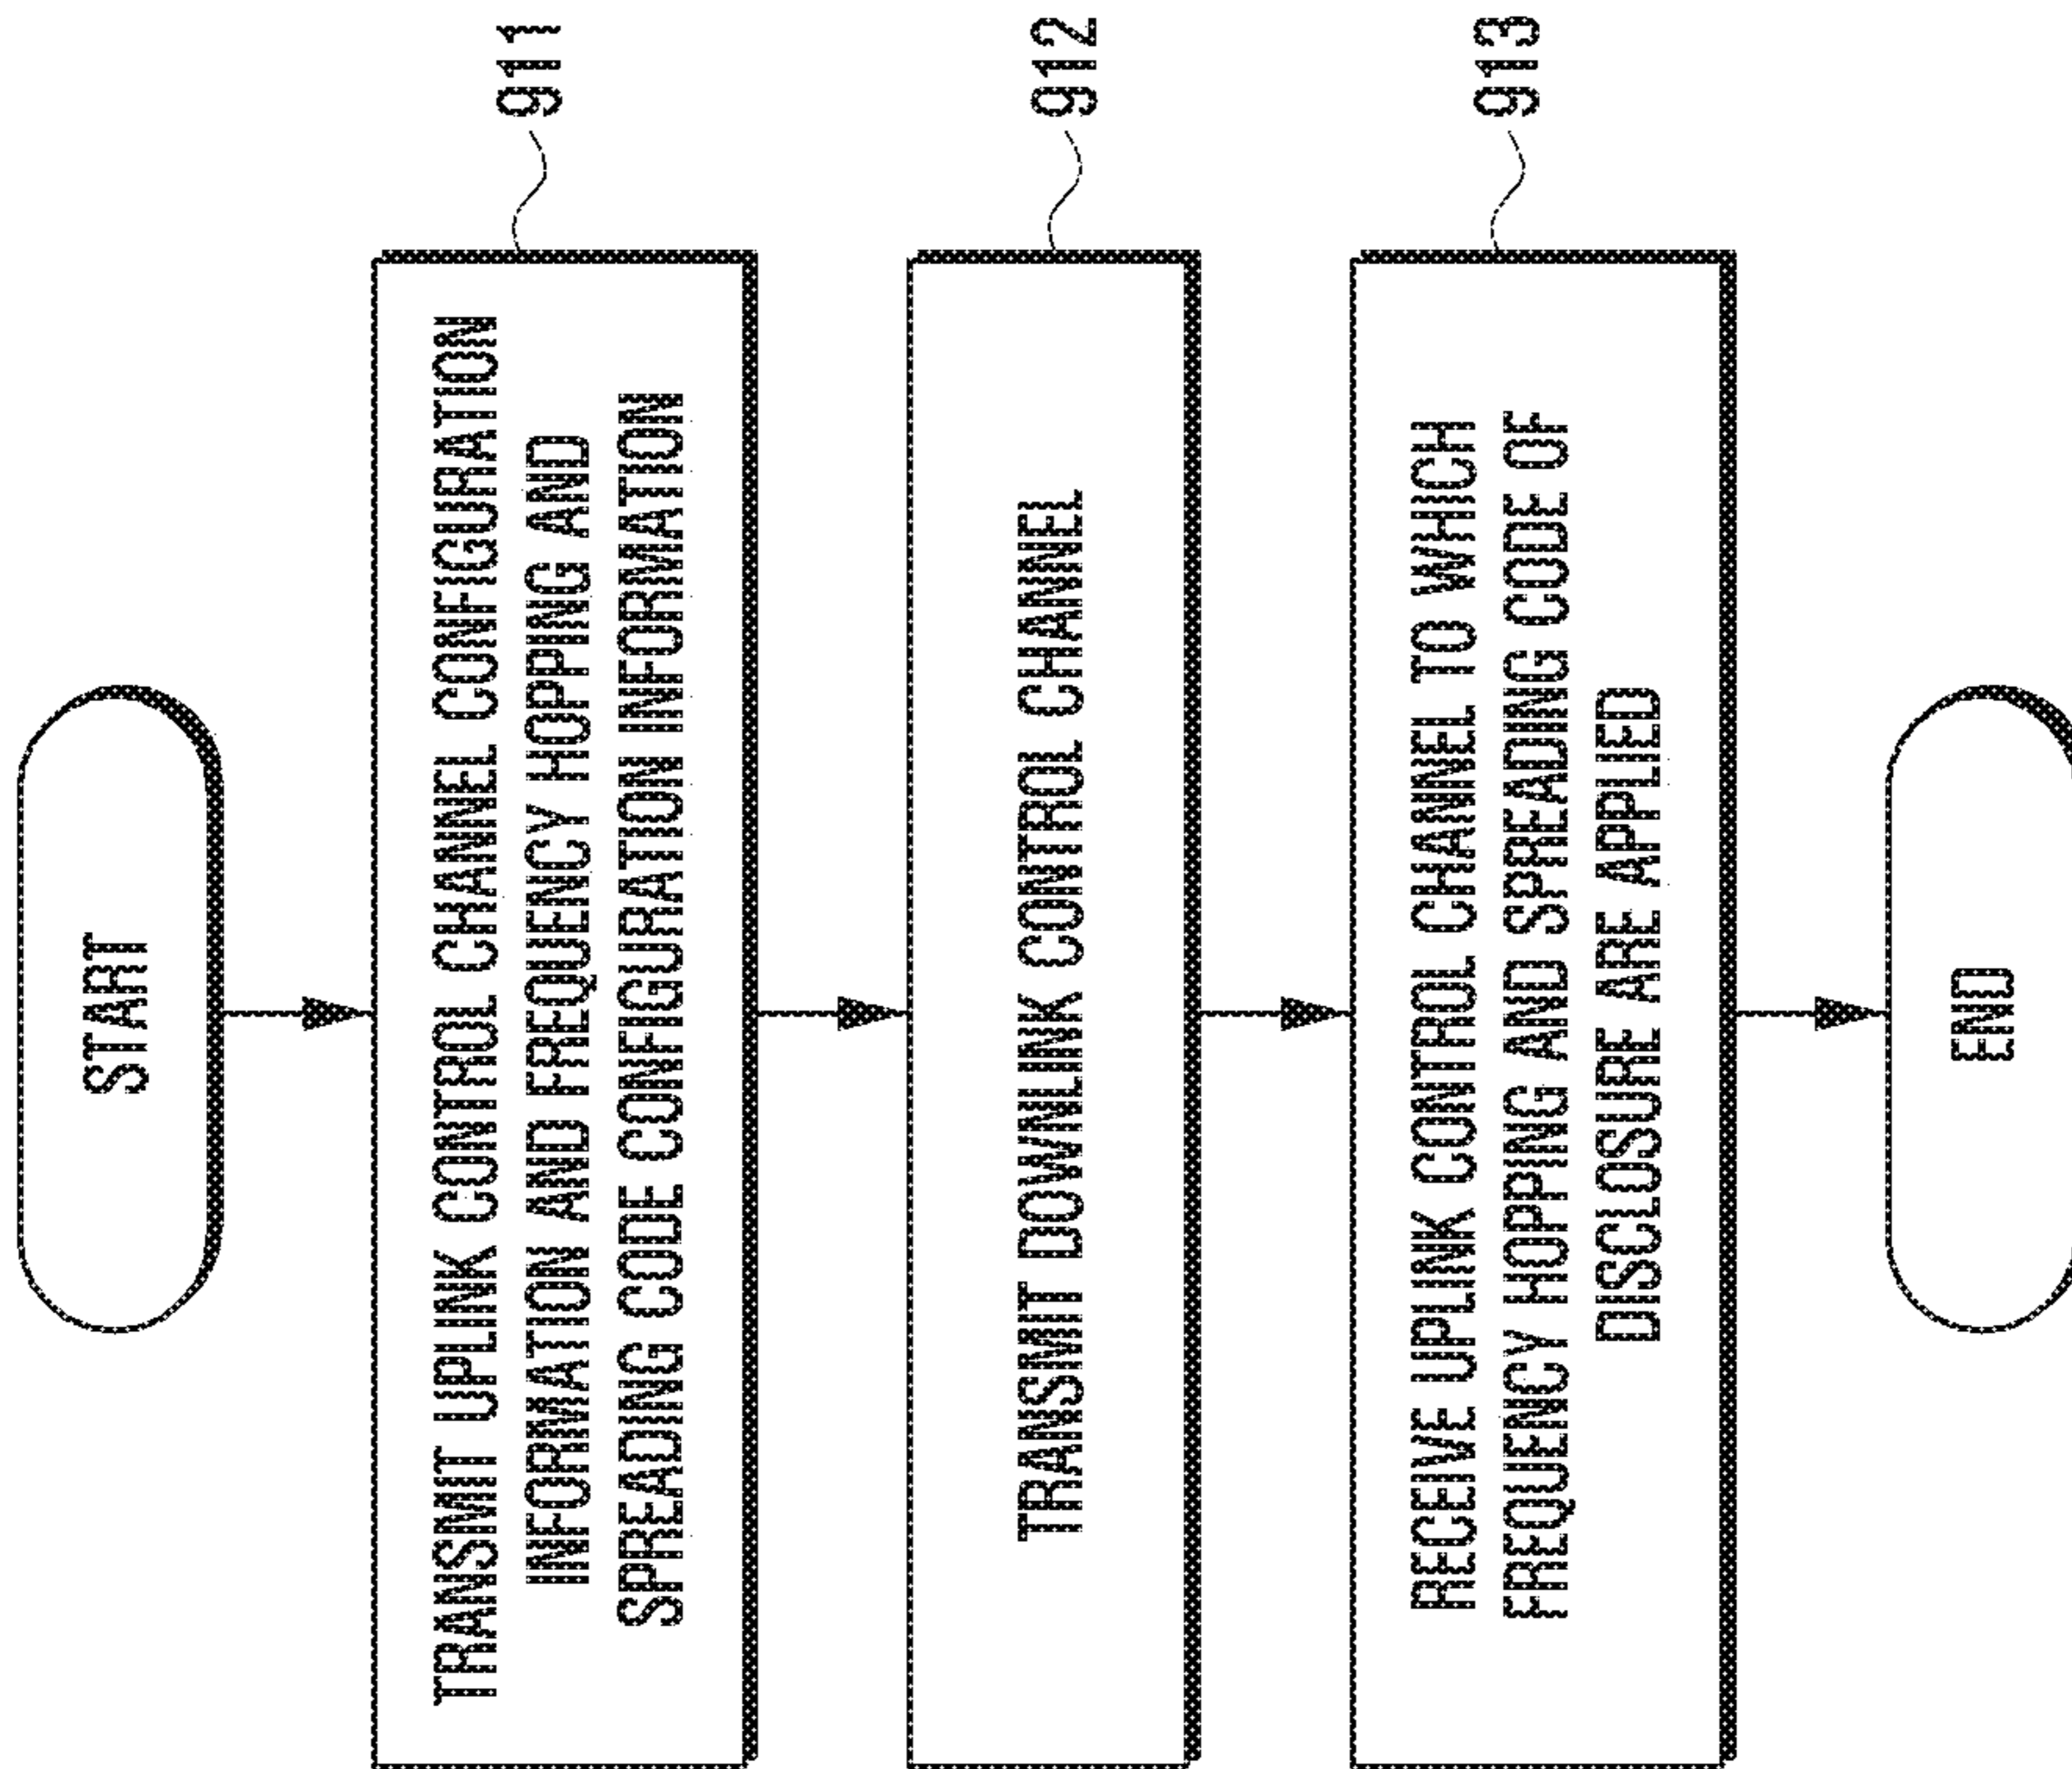 START
TRANSMIT UPLINK CONTROL CHANNEL CONFIGURATION
INFORMATION AND FREQUENCY HOPPING AND
SPREADING CODE CONFIGURATION INFORMATION
911
TRANSMIT DOWNLINK CONTROL CHANNEL
912
RECEIVE UPLINK CONTROL CHANNEL TO WHICH
FREQUENCY HOPPING AND SPREADING CODE OF
DISCLOSURE ARE APPLIED
913
END